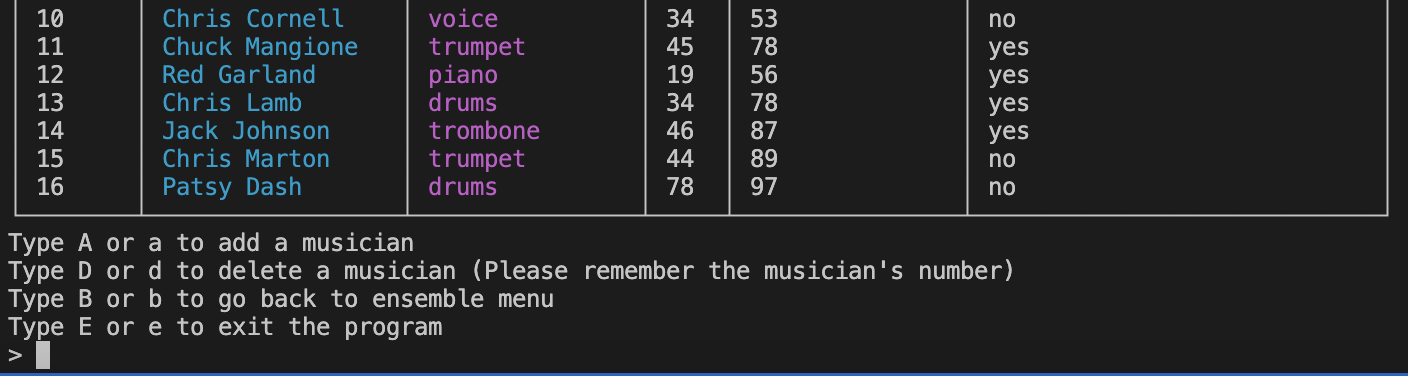 10 Chris Cornell voice 34 53 no
11 Chuck Mangione trumpet 45 78 yes
12 Red Garland piano 19 56 yes
13 Chris Lamb drums 34 78 yes
14 Jack Johnson trombone 46 87 yes
15 Chris Marton trumpet 44 89 no
16 Patsy Dash drums 78 97 no
Type A or a to add a musician
Type D or d to delete a musician (Please remember the musician's number)
Type B or b to go back to ensemble menu
Type E or e to exit the program
>